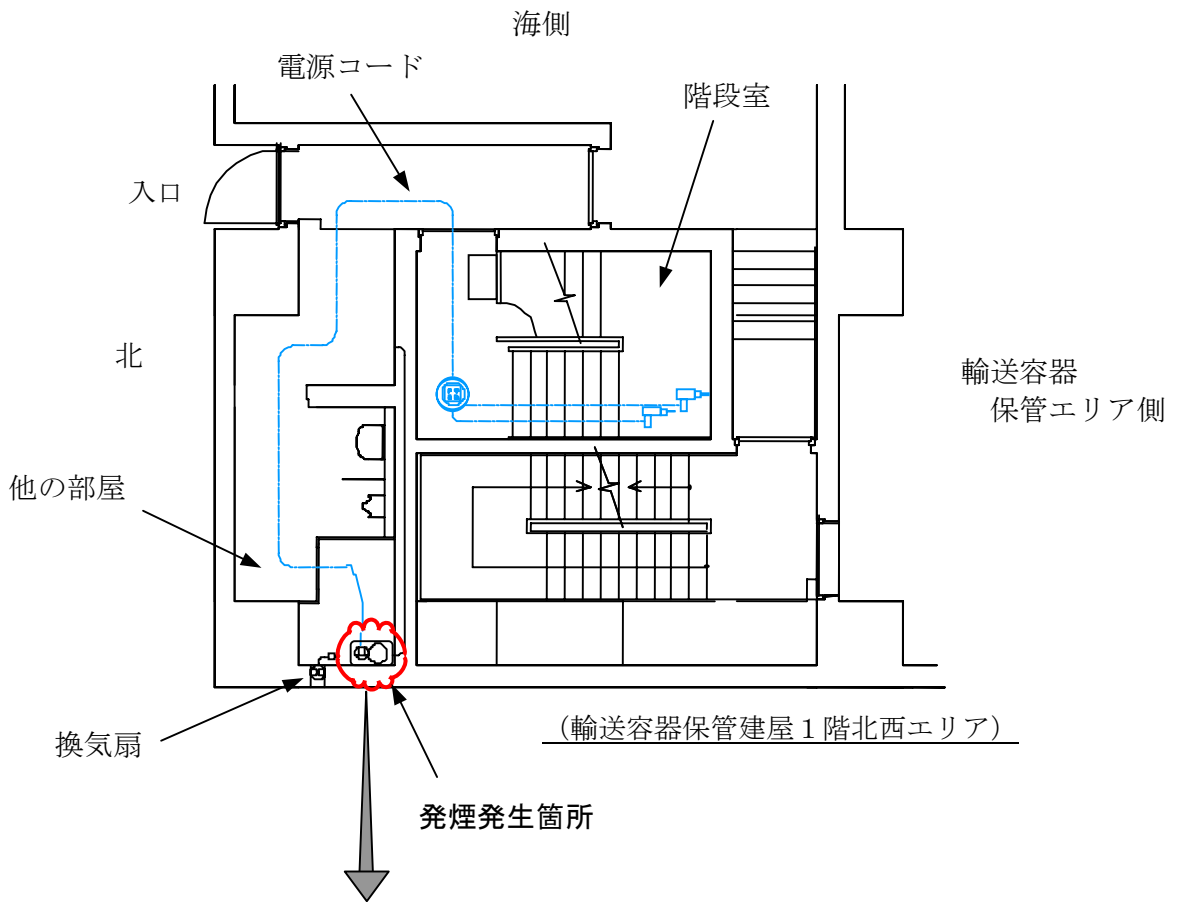 海側
電源コード
階段室
入口
北
輸送容器
保管エリア側
他の部屋
換気扇
（輸送容器保管建屋１階北西エリア）
発煙発生箇所